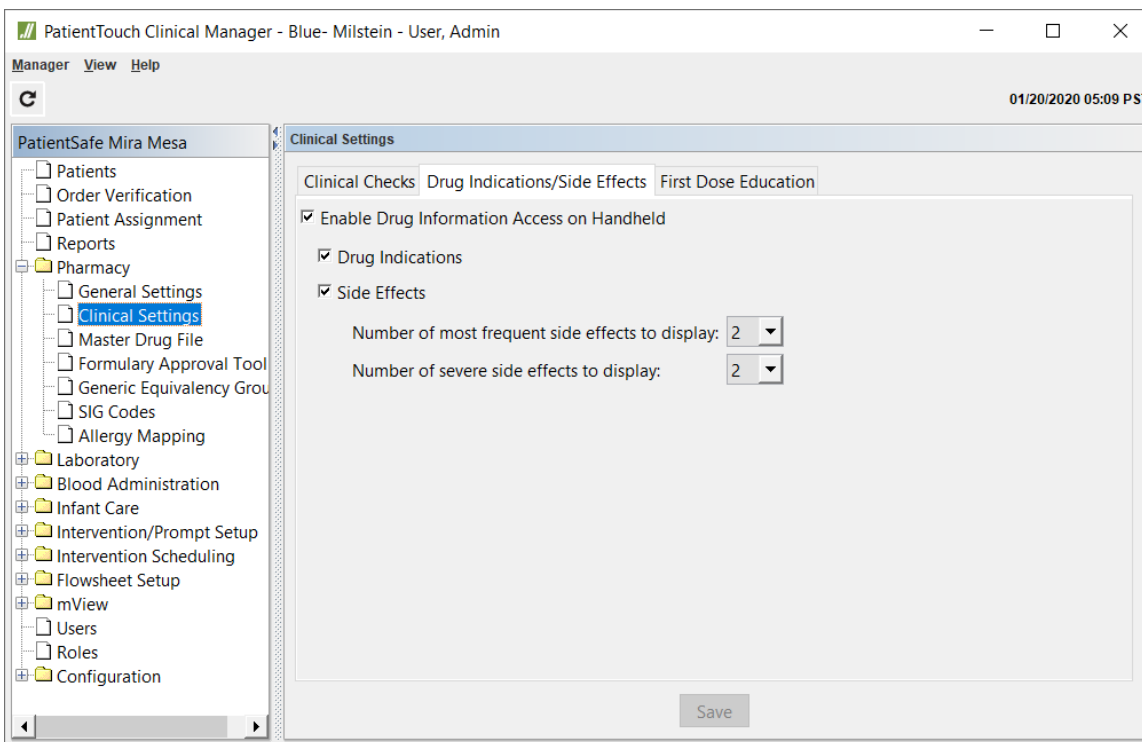 PatientTouch Clinical Manager - Blue- Milstein - User, Admin
Manager View Help
01/20/2020 05:09 PS
PatientSafe Mira Mesa
Patients
Order Verification
Patient Assignment
Reports
Pharmacy
General Settings
Clinical Settings
Master Drug File
Formulary Approval Tool
Generic Equivalency Grou
SIG Codes
Allergy Mapping
Laboratory
Blood Administration
Infant Care
Intervention/Prompt Setup
Intervention Scheduling
Flowsheet Setup
mView
Users
Roles
Configuration
Clinical Settings
Clinical Checks Drug Indications/Side Effects First Dose Education
Enable Drug Information Access on Handheld
Drug Indications
Side Effects
Number of most frequent side effects to display: 2
Number of severe side effects to display: 2
Save